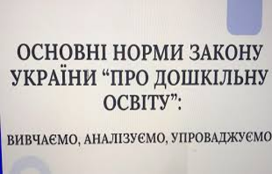 ОСНОВНІ НОРМИ ЗАКОНУ
УКРАЇНИ “ПРО ДОШКІЛЬНУ
ОСВІТУ”:
ВИВЧАЄМО, АНАЛІЗУЄМО, УПРОВАДЖУЄМО